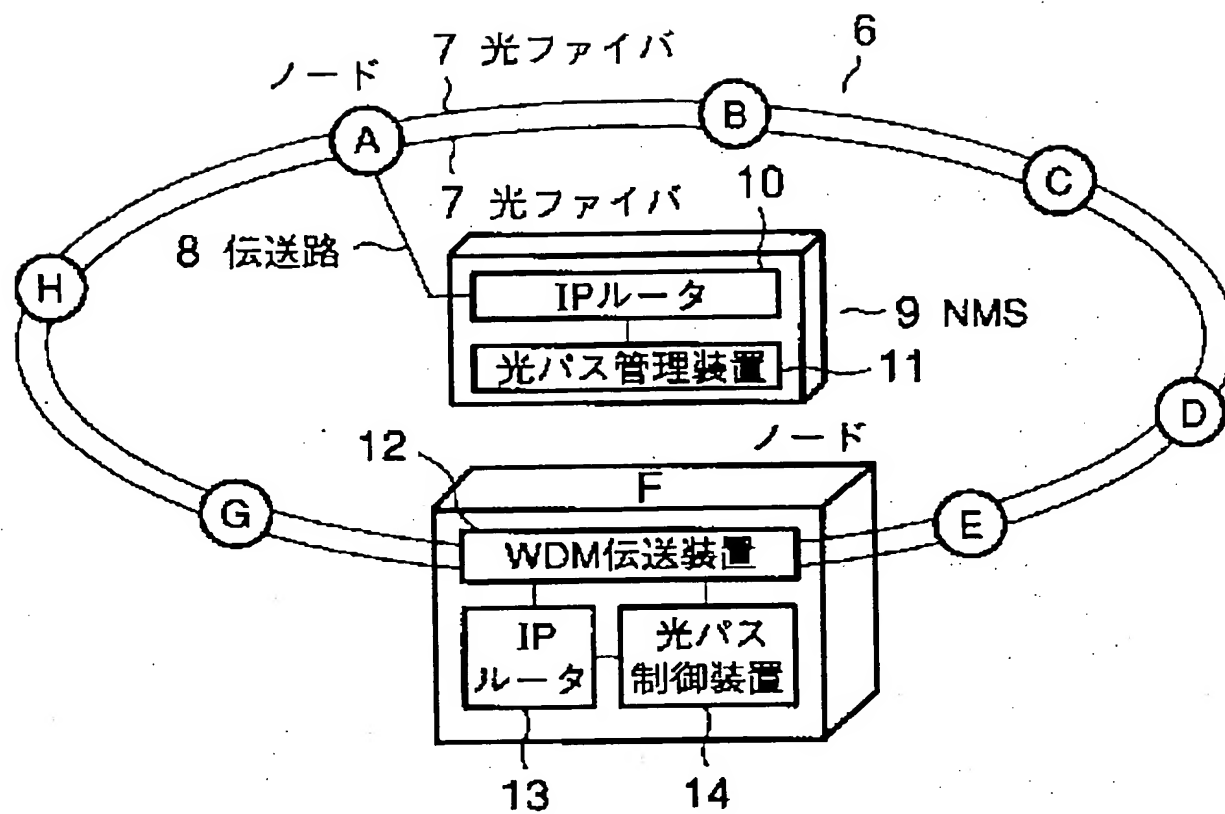 6
7 光ファイバ
ノード
A
B
C
7 光ファイバ
10
8 伝送路
H
IPルータ
9 NMS
光パス管理装置
11
D
ノード
12
F
G
E
WDM伝送装置
IP
ルータ
光パス
制御装置
13
14